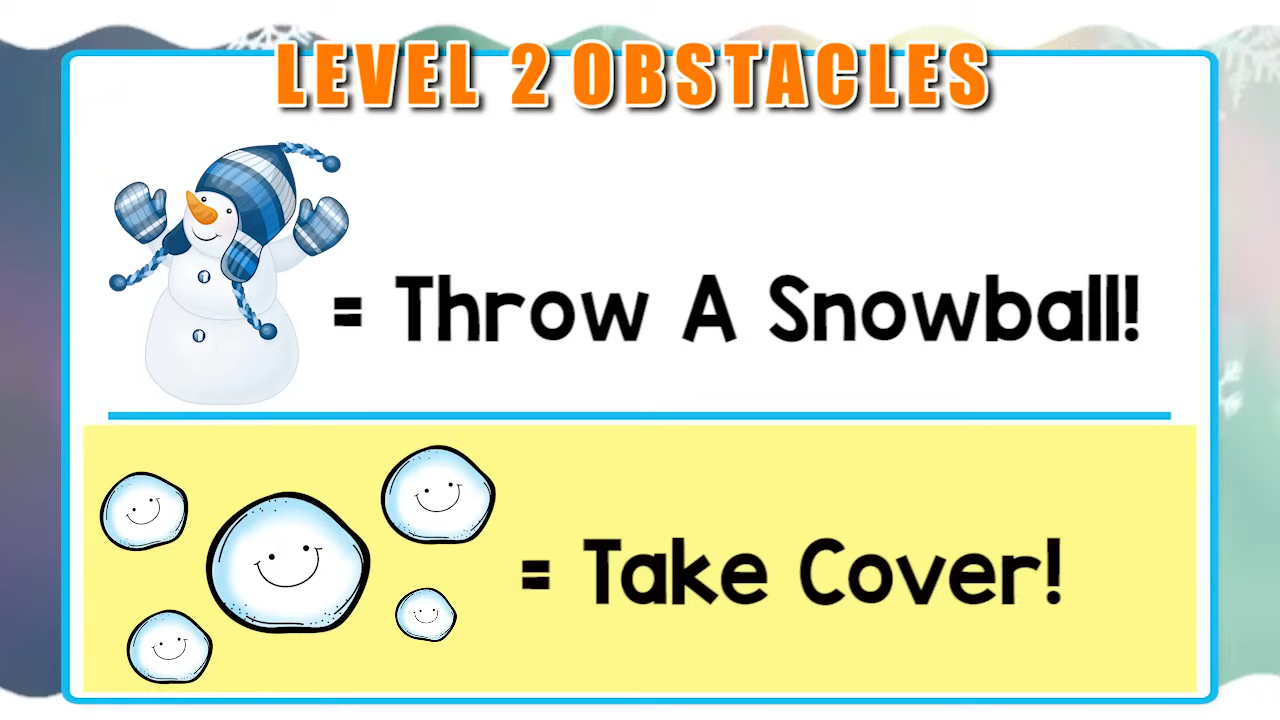 LEVEL 2 OBSTACLES
= Throw A Snowball!
= Take Cover!